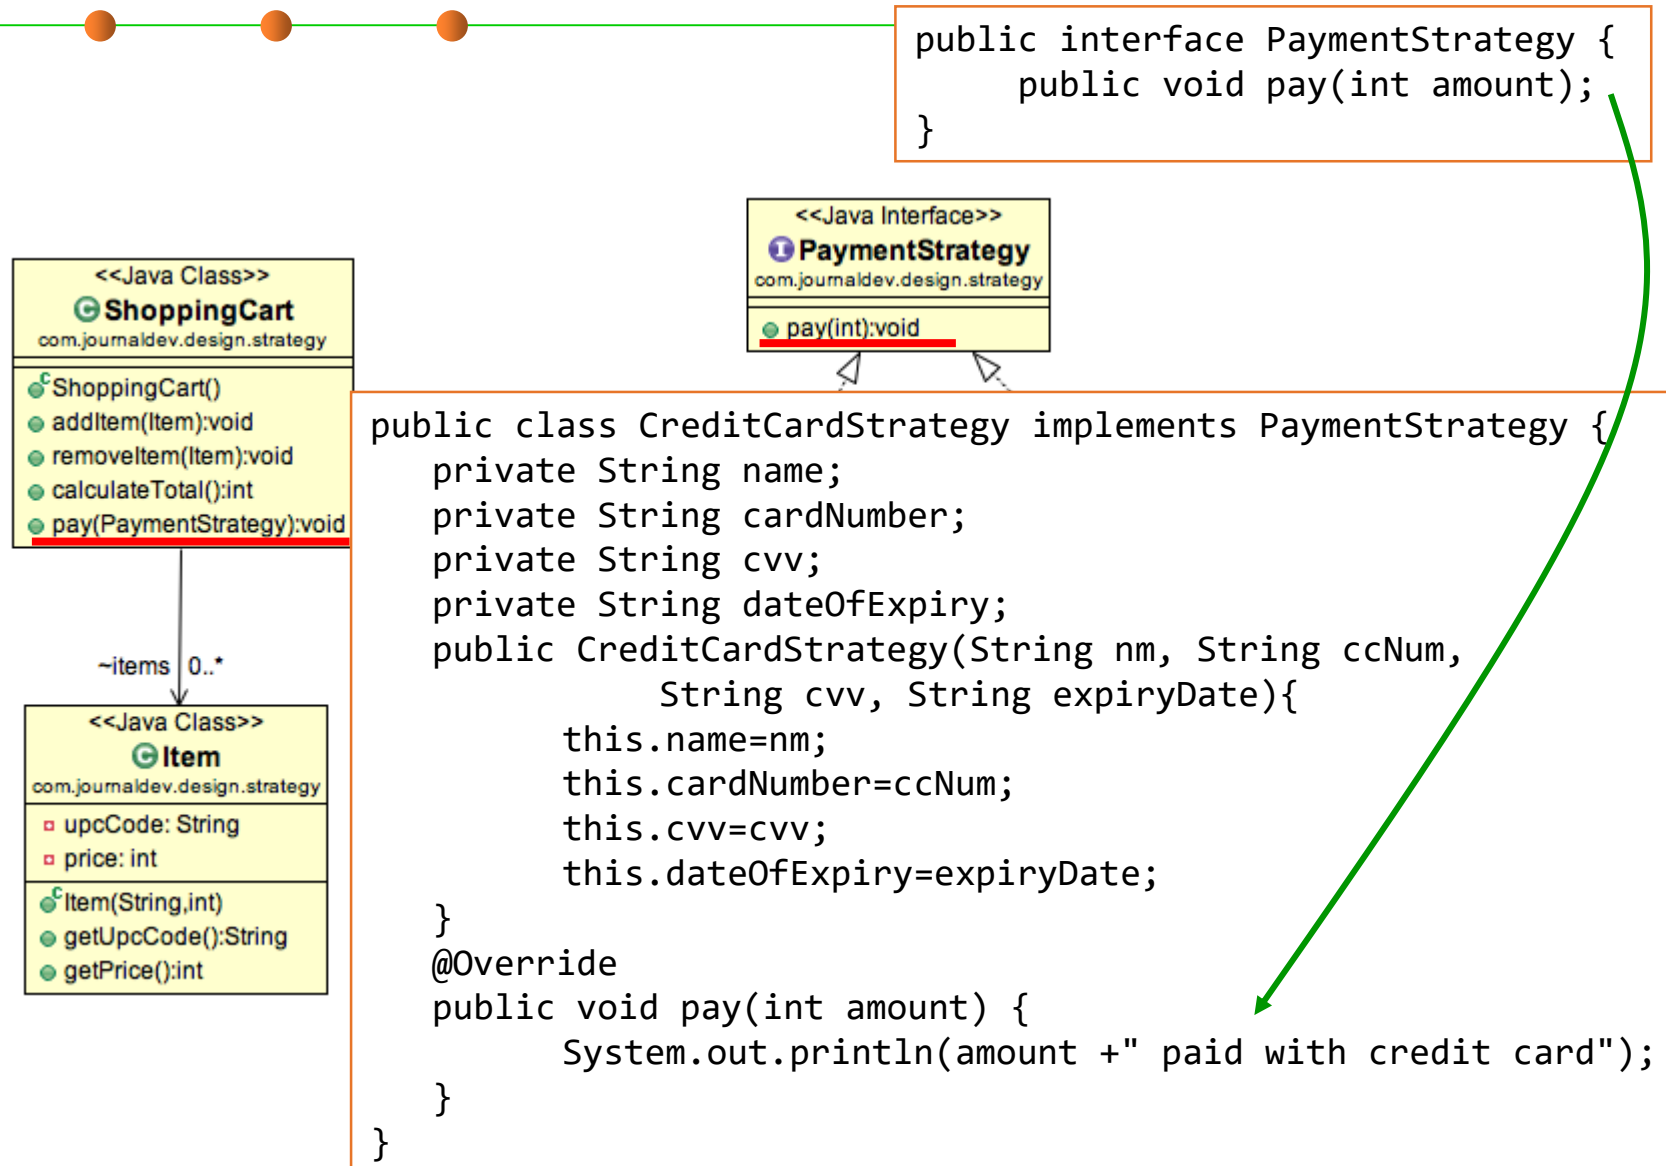 public interface PaymentStrategy {
public void pay(int amount);
}
<<Java Interface>>
PaymentStrategy
com.journaldev.design.strategy
pay(int):void
<<Java Class>>
ShoppingCart
com.journaldev.design.strategy
ShoppingCart()
addItem(Item):void
removeItem(Item):void
calculateTotal():int
pay(PaymentStrategy):void
~items 0..*
<<Java Class>>
Item
com.journaldev.design.strategy
upcCode: String
price: int
Item(String,int)
getUpcCode():String
getPrice():int
public class CreditCardStrategy implements PaymentStrategy {
private String name;
private String cardNumber;
private String cvv;
private String dateOfExpiry;
public CreditCardStrategy(String nm, String ccNum,
String cvv, String expiryDate){
this.name=nm;
this.cardNumber=ccNum;
this.cvv=cvv;
this.dateOfExpiry=expiryDate;
}
@Override
public void pay(int amount) {
System.out.println(amount +" paid with credit card");
}
}